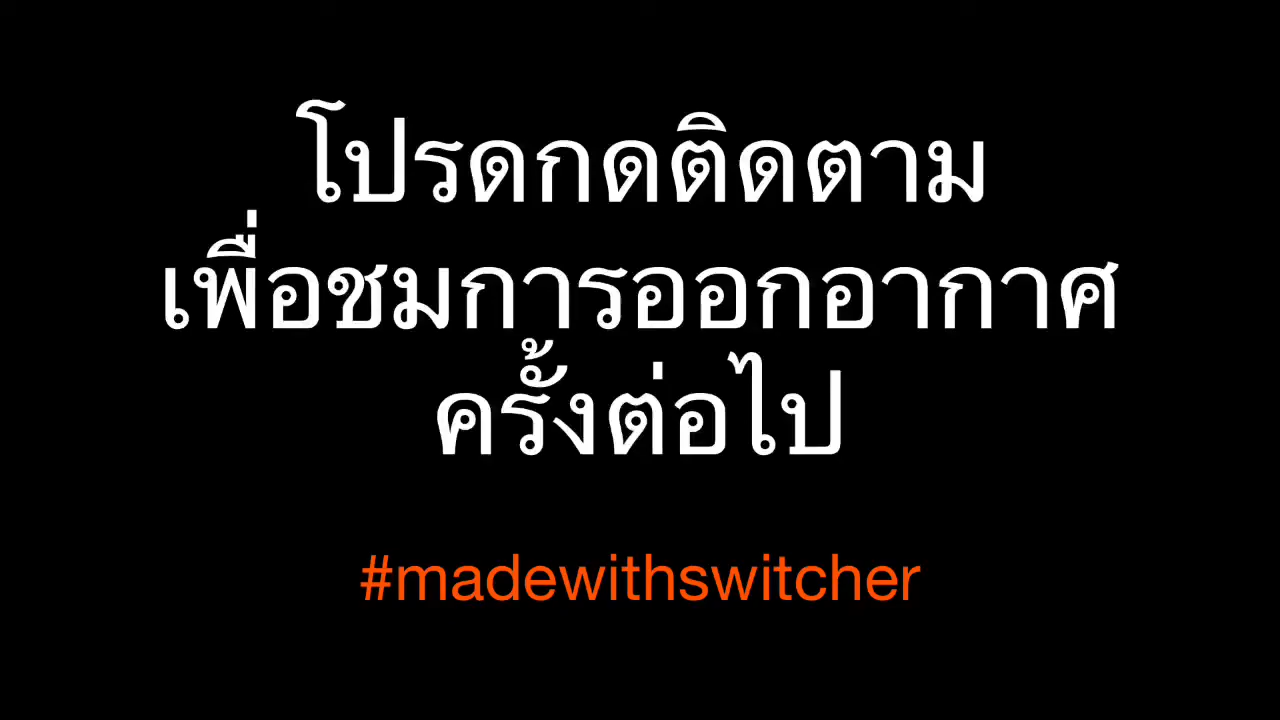 โปรดกดติดตาม
เพื่อชมการออกอากาศ
ครั้งต่อไป
#madewithswitcher